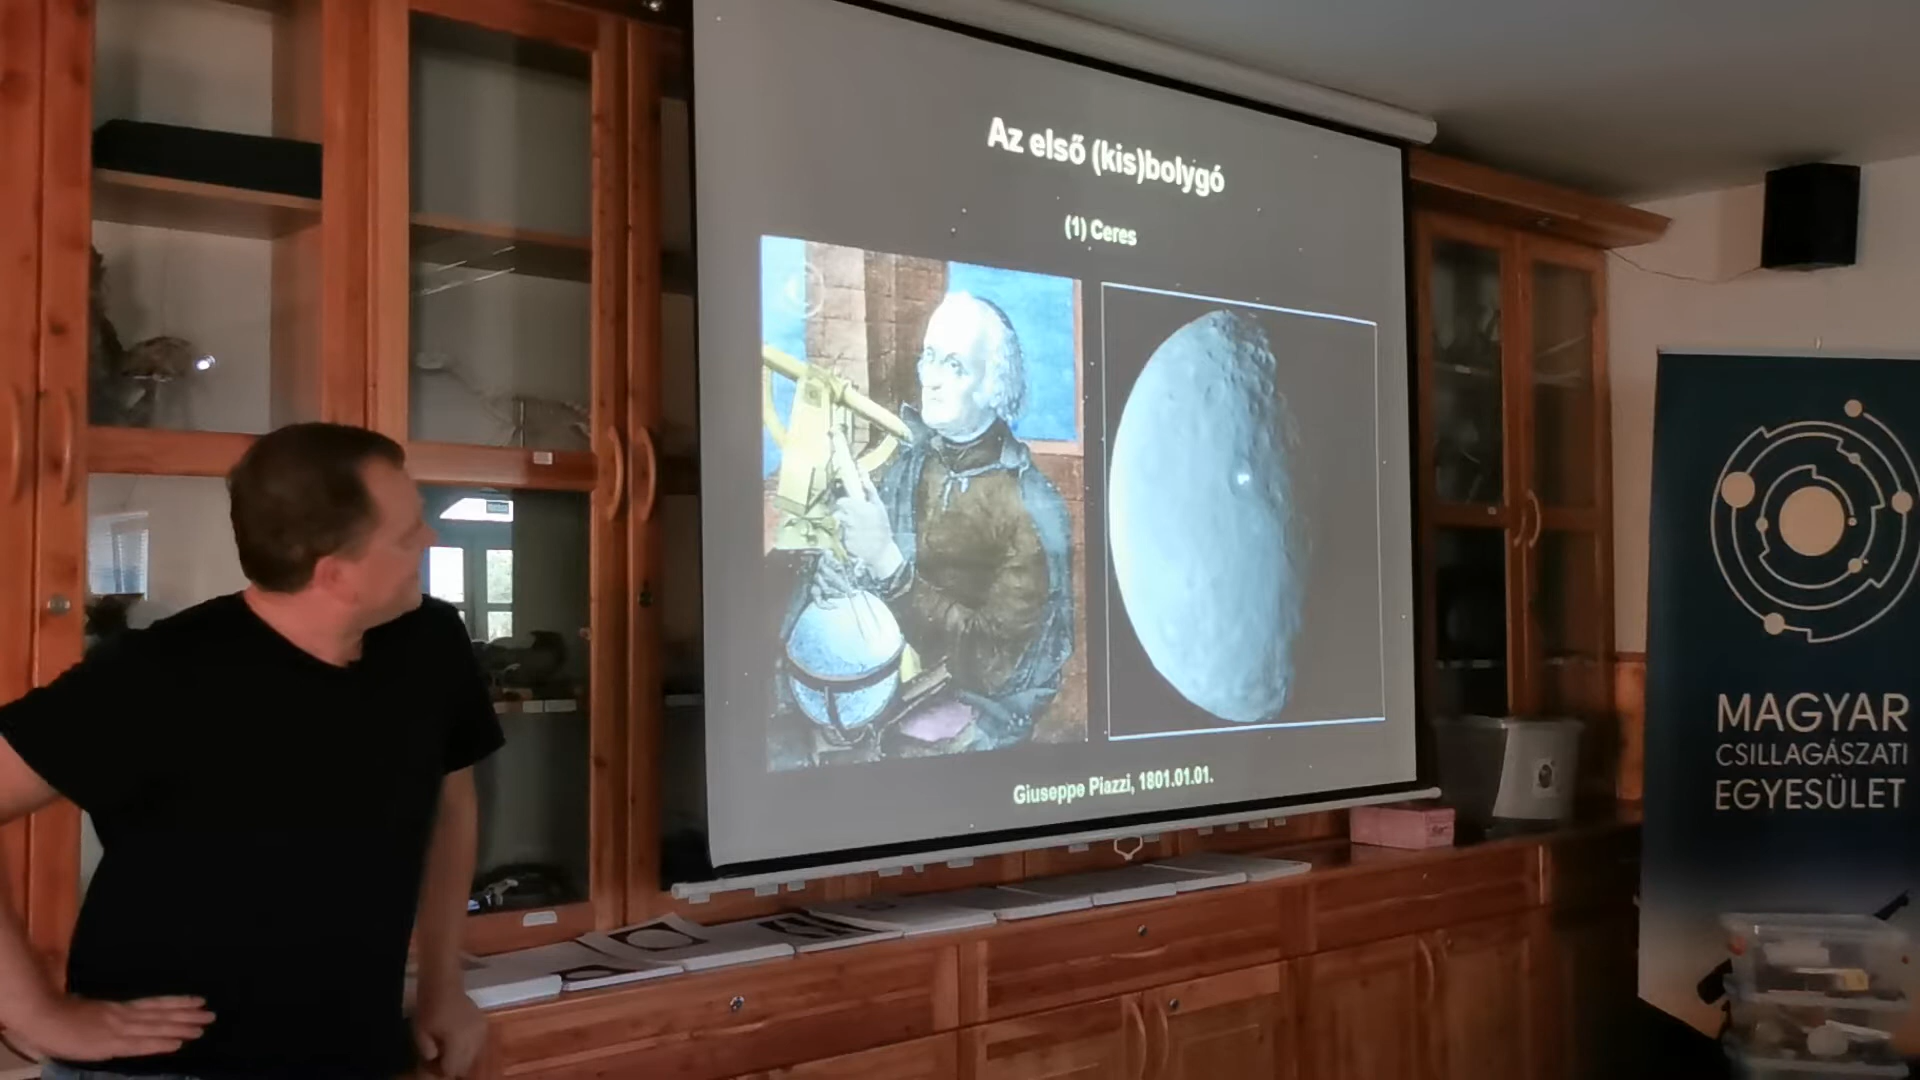 Az első (kis)bolygó
(1) Ceres
Giuseppe Piazzi, 1801.01.01.
MAGYAR
CSILLAGÁSZATI
EGYESÜLET